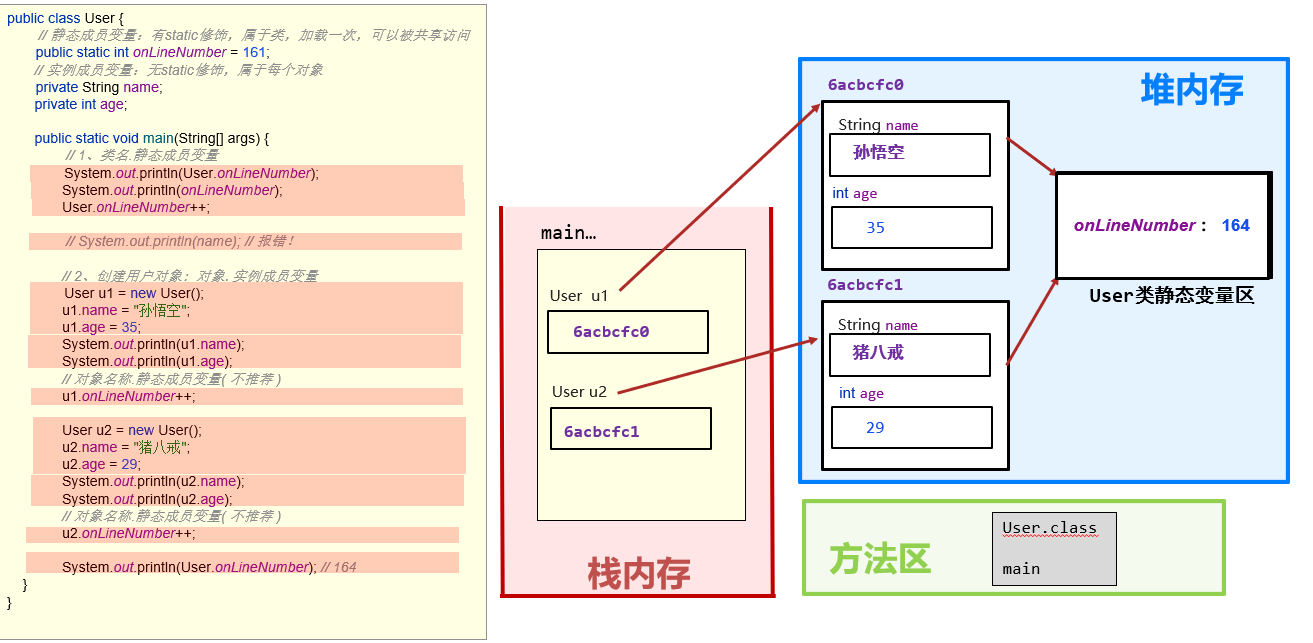 public class User {
// 静态成员变量：有static修饰，属于类，加载一次，可以被共享访问
public static int onLineNumber = 161;
// 实例成员变量：无static修饰，属于每个对象
private String name;
private int age;
public static void main(String[] args) {
// 1、类名.静态成员变量
System.out.println(User.onLineNumber);
System.out.println(onLineNumber);
User.onLineNumber++;
// System.out.println(name); // 报错！
// 2、创建用户对象：对象.实例成员变量
User u1 = new User();
u1.name = "孙悟空";
u1.age = 35;
System.out.println(u1.name);
System.out.println(u1.age);
// 对象名称.静态成员变量( 不推荐 )
u1.onLineNumber++;
User u2 = new User();
u2.name = "猪八戒";
u2.age = 29;
System.out.println(u2.name);
System.out.println(u2.age);
// 对象名称.静态成员变量( 不推荐 )
u2.onLineNumber++;
System.out.println(User.onLineNumber); // 164
}
}
main…
User u1
6acbcfc0
User u2
6acbcfc1
栈内存
堆内存
6acbcfc0
String name
孙悟空
int age
35
6acbcfc1
String name
猪八戒
int age
29
onLineNumber： 164
User类静态变量区
方法区
User.class
main